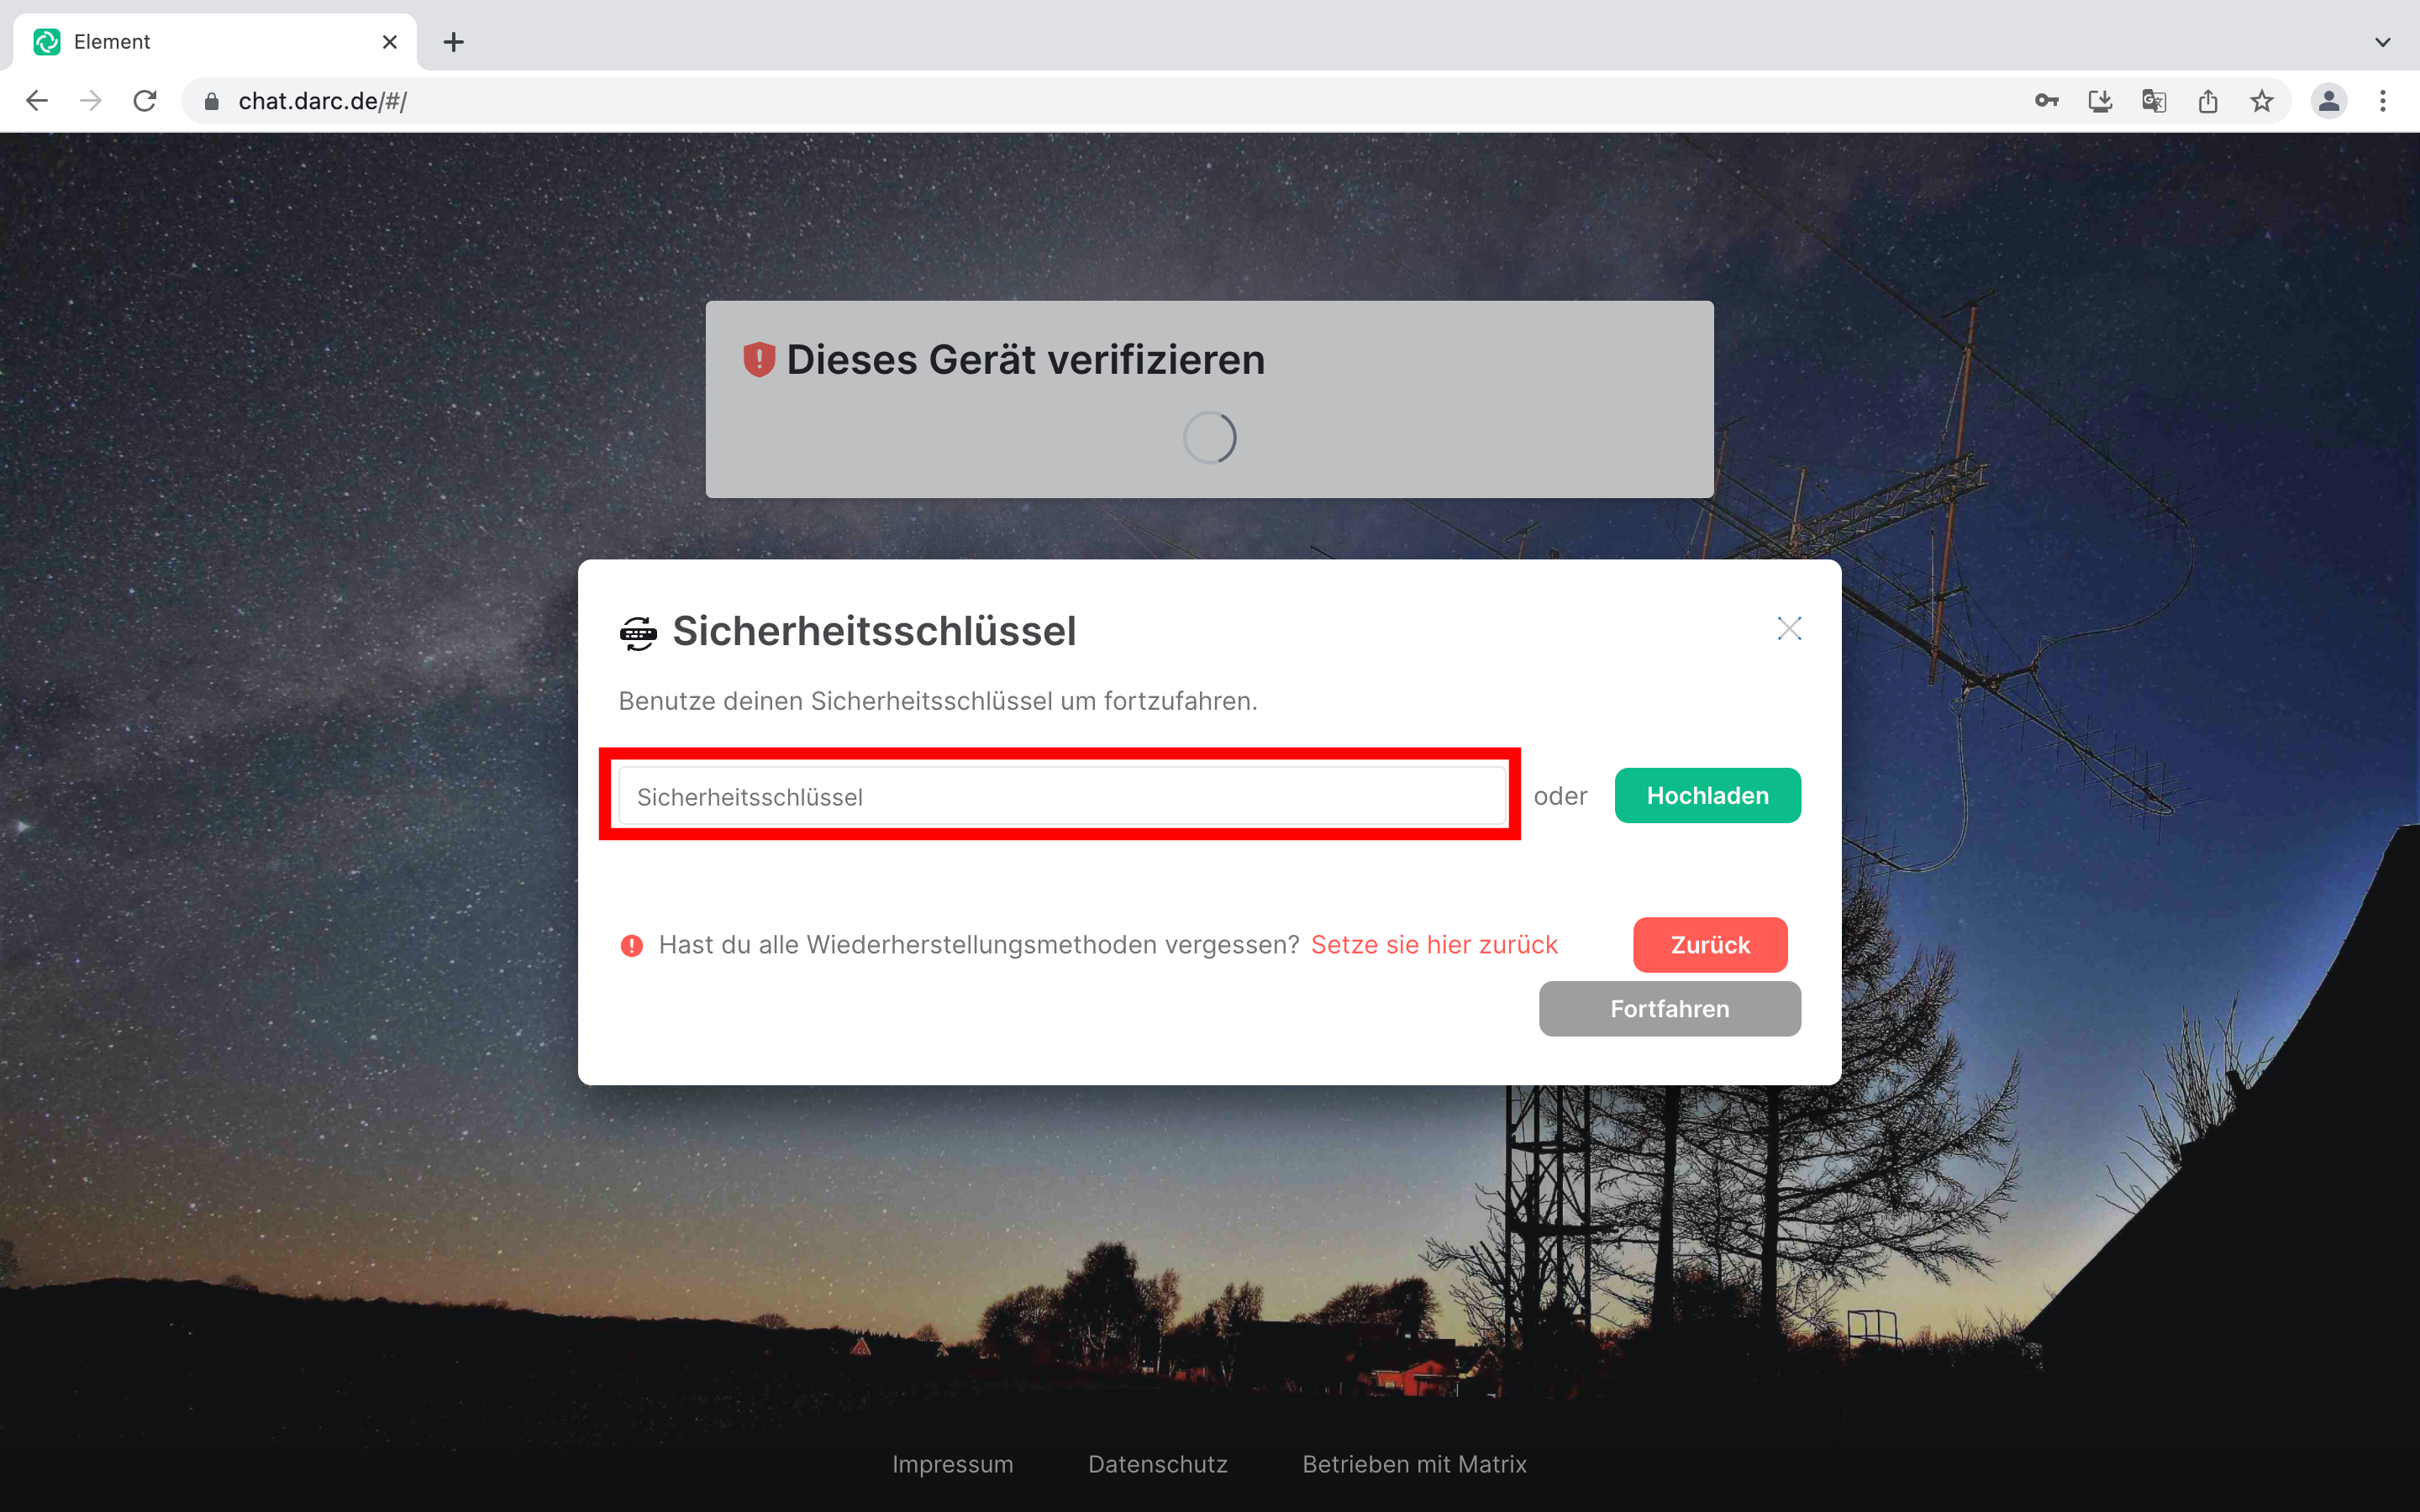 Element
chat.darc.de/#/
Dieses Gerät verifizieren
Sicherheitsschlüssel
Benutze deinen Sicherheitsschlüssel um fortzufahren.
Sicherheitsschlüssel oder Hochladen
Hast du alle Wiederherstellungsmethoden vergessen? Setze sie hier zurück Zurück
Fortfahren
Impressum Datenschutz Betrieben mit Matrix